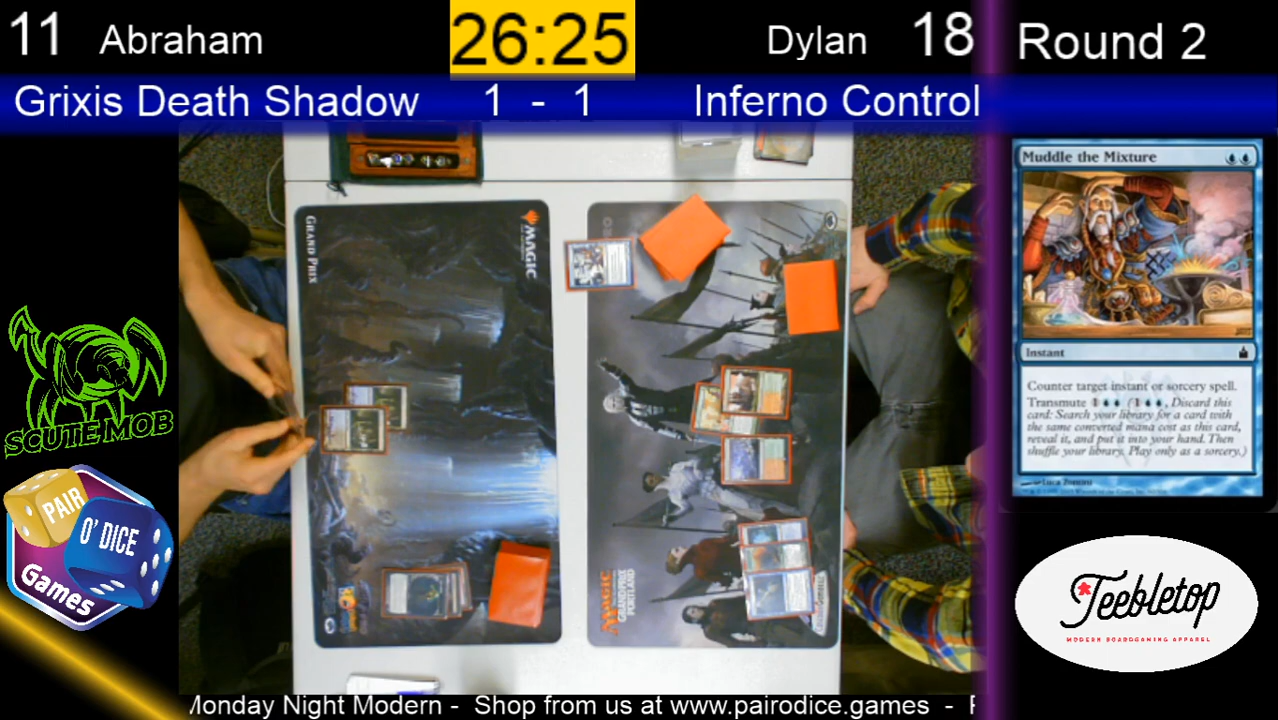 11 Abraham 26:25 Dylan 18 Round 2
Grixis Death Shadow 1 - 1 Inferno Control
Muddle the Mixture
Instant
Counter target instant or sorcery spell.
Transmute 1 (1 , Discard this
card: Search your library for a card with
the same converted mana cost as this card,
reveal it, and put it into your hand. Then
shuffle your library. Play only as a sorcery.)
GRAND PRIX
MAGIC
MAGIC
GRAND PRIX
PORTLAND
SCUTE MOB
PAIR
O' DICE
Games
Teebletop
MODERN BOARDGAMING APPAREL
Monday Night Modern - Shop from us at www.pairodice.games -